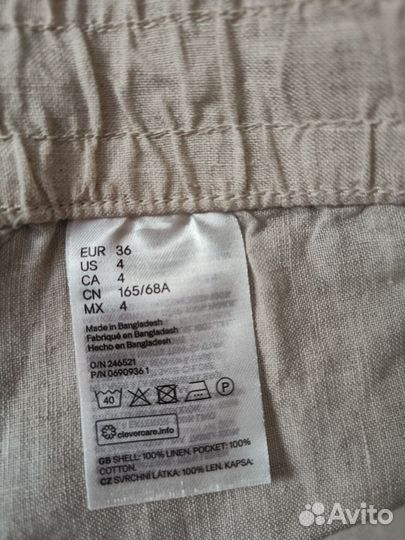 EUR 36
US 4
CA 4
CN 165/68A
MX 4
Made in Bangladesh
Fabriqué en Bangladesh
Hecho en Bangladesh
O/N 246521
P/N 0690936 1
40 P
clevercare.info
GB SHELL: 100% LINEN. POCKET: 100%
COTTON.
CZ SVRCHNÍ LÁTKA: 100% LEN. KAPSA:
Avito